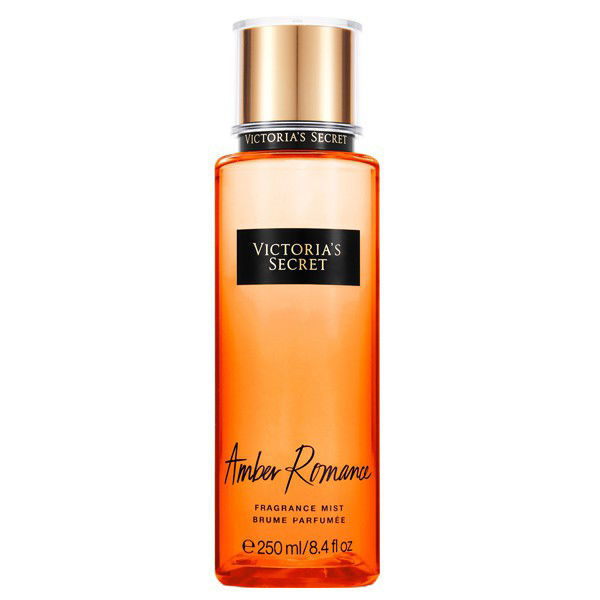 VICTORIA'S SECRET
VICTORIA'S
SECRET
Amber Romance
FRAGRANCE MIST
BRUME PARFUMÉE
℮ 250 ml/8.4 fl oz